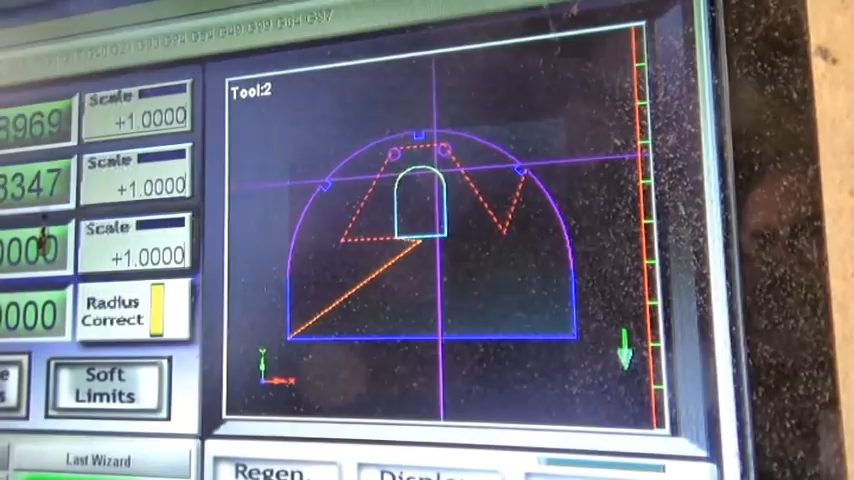 Tool:2
8969
Scale
+1.0000
3347
Scale
+1.0000
0000
Scale
+1.0000
0000
Radius
Correct
Soft
Limits
Last Wizard
Regen.
Y
X